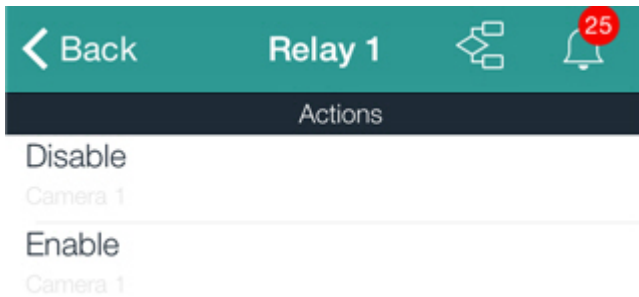 Back
Relay 1
25
Actions
Disable
Camera 1
Enable
Camera 1